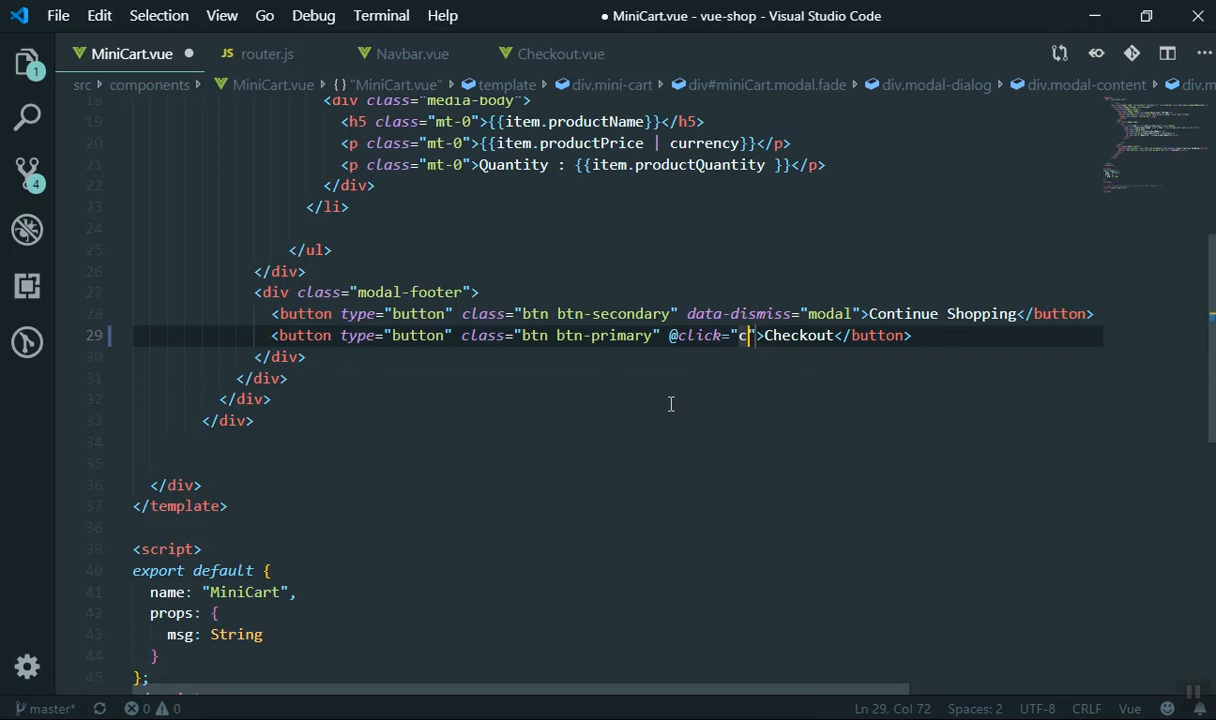 File Edit Selection View Go Debug Terminal Help ● MiniCart.vue - vue-shop - Visual Studio Code
MiniCart.vue ● JS router.js Navbar.vue Checkout.vue
src › components › MiniCart.vue › {} "MiniCart.vue" › template › div.mini-cart › div#miniCart.modal.fade › div.modal-dialog › div.modal-content › div.m
18 <div class="media-body">
19 <h5 class="mt-0">{{item.productName}}</h5>
20 <p class="mt-0">{{item.productPrice | currency}}</p>
21 <p class="mt-0">Quantity : {{item.productQuantity }}</p>
22 </div>
23 </li>
24
25 </ul>
26 </div>
27 <div class="modal-footer">
28 <button type="button" class="btn btn-secondary" data-dismiss="modal">Continue Shopping</button>
29 <button type="button" class="btn btn-primary" @click="c">Checkout</button>
30 </div>
31 </div>
32 </div>
33 </div>
34
35
36 </div>
37 </template>
38
39 <script>
40 export default {
41 name: "MiniCart",
42 props: {
43 msg: String
44 }
45 };
1
4
master* 0 0 Ln 29, Col 72 Spaces: 2 UTF-8 CRLF Vue